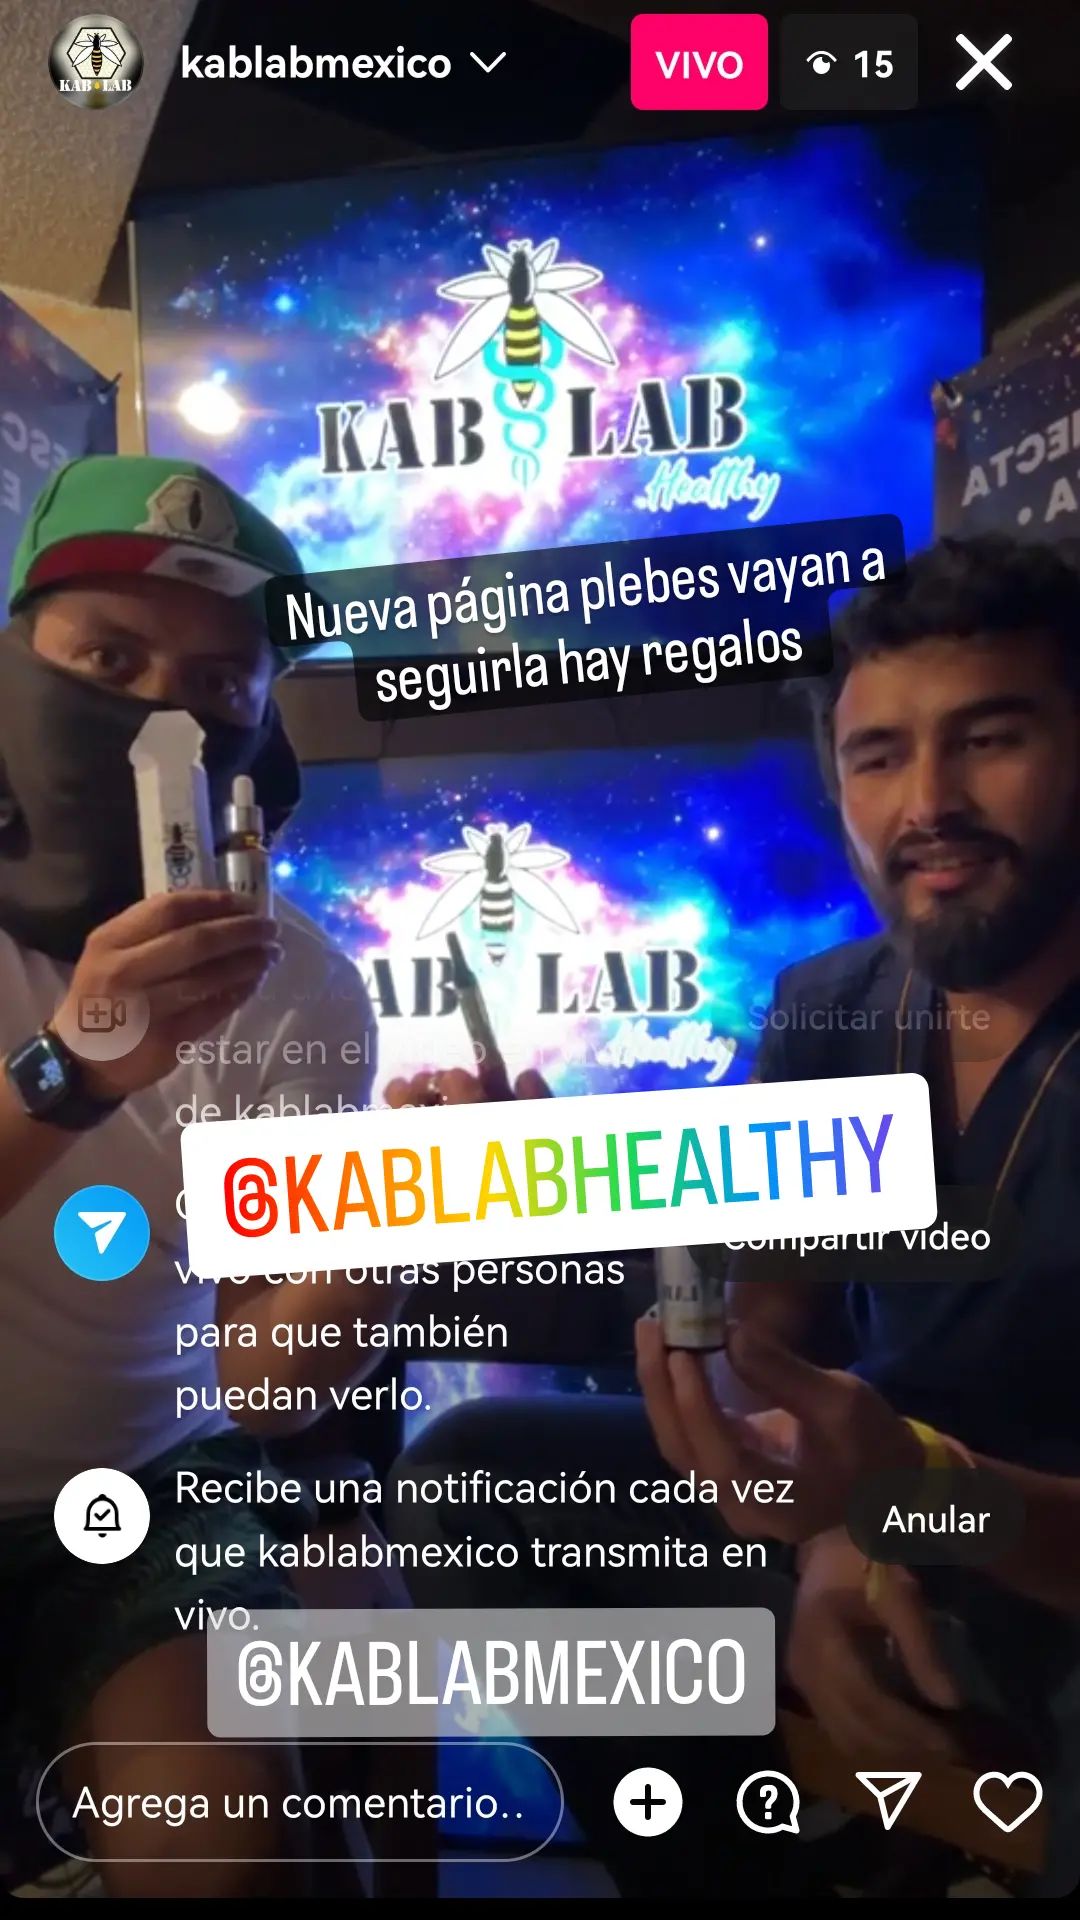 kablabmexico
VIVO
15
KAB LAB
KAB LAB
Healthy
Nueva página plebes vayan a
seguirla hay regalos
AB LAB
Healthy
Solicitar unirte
estar en el
de kablabmexico
@KABLABHEALTHY
Compartir video
vivo con otras personas
para que también
puedan verlo.
Recibe una notificación cada vez
que kablabmexico transmita en
vivo.
Anular
@KABLABMEXICO
Agrega un comentario..